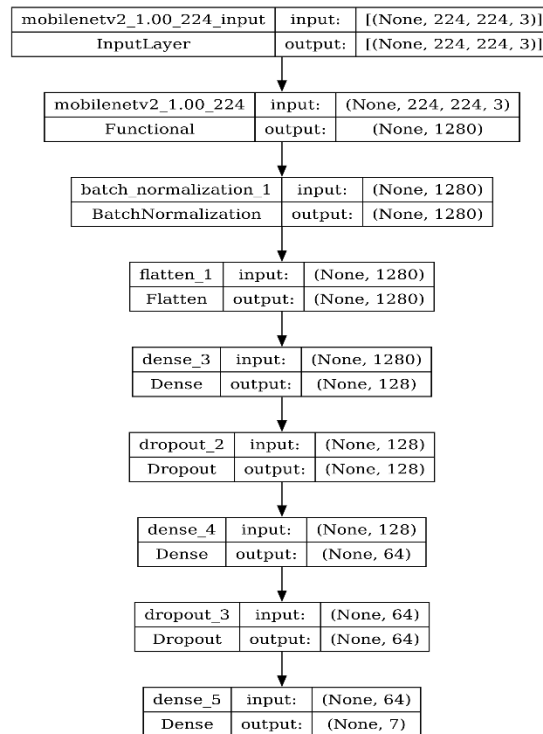 mobilenetv2_1.00_224_input input: [(None, 224, 224, 3)]
InputLayer output: [(None, 224, 224, 3)]
mobilenetv2_1.00_224 input: (None, 224, 224, 3)
Functional output: (None, 1280)
batch_normalization_1 input: (None, 1280)
BatchNormalization output: (None, 1280)
flatten_1 input: (None, 1280)
Flatten output: (None, 1280)
dense_3 input: (None, 1280)
Dense output: (None, 128)
dropout_2 input: (None, 128)
Dropout output: (None, 128)
dense_4 input: (None, 128)
Dense output: (None, 64)
dropout_3 input: (None, 64)
Dropout output: (None, 64)
dense_5 input: (None, 64)
Dense output: (None, 7)